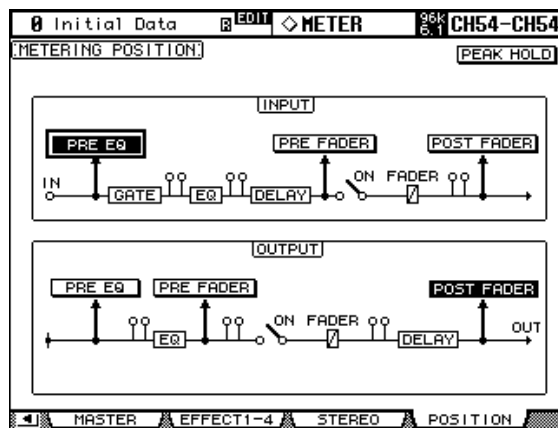 0 Initial Data B EDIT ◇METER 96k 6.1 CH54-CH54
METERING POSITION
PEAK HOLD
INPUT
PRE EQ PRE FADER POST FADER
IN GATE EQ DELAY ON FADER
OUTPUT
PRE EQ PRE FADER POST FADER
EQ ON FADER DELAY OUT
MASTER EFFECT1-4 STEREO POSITION